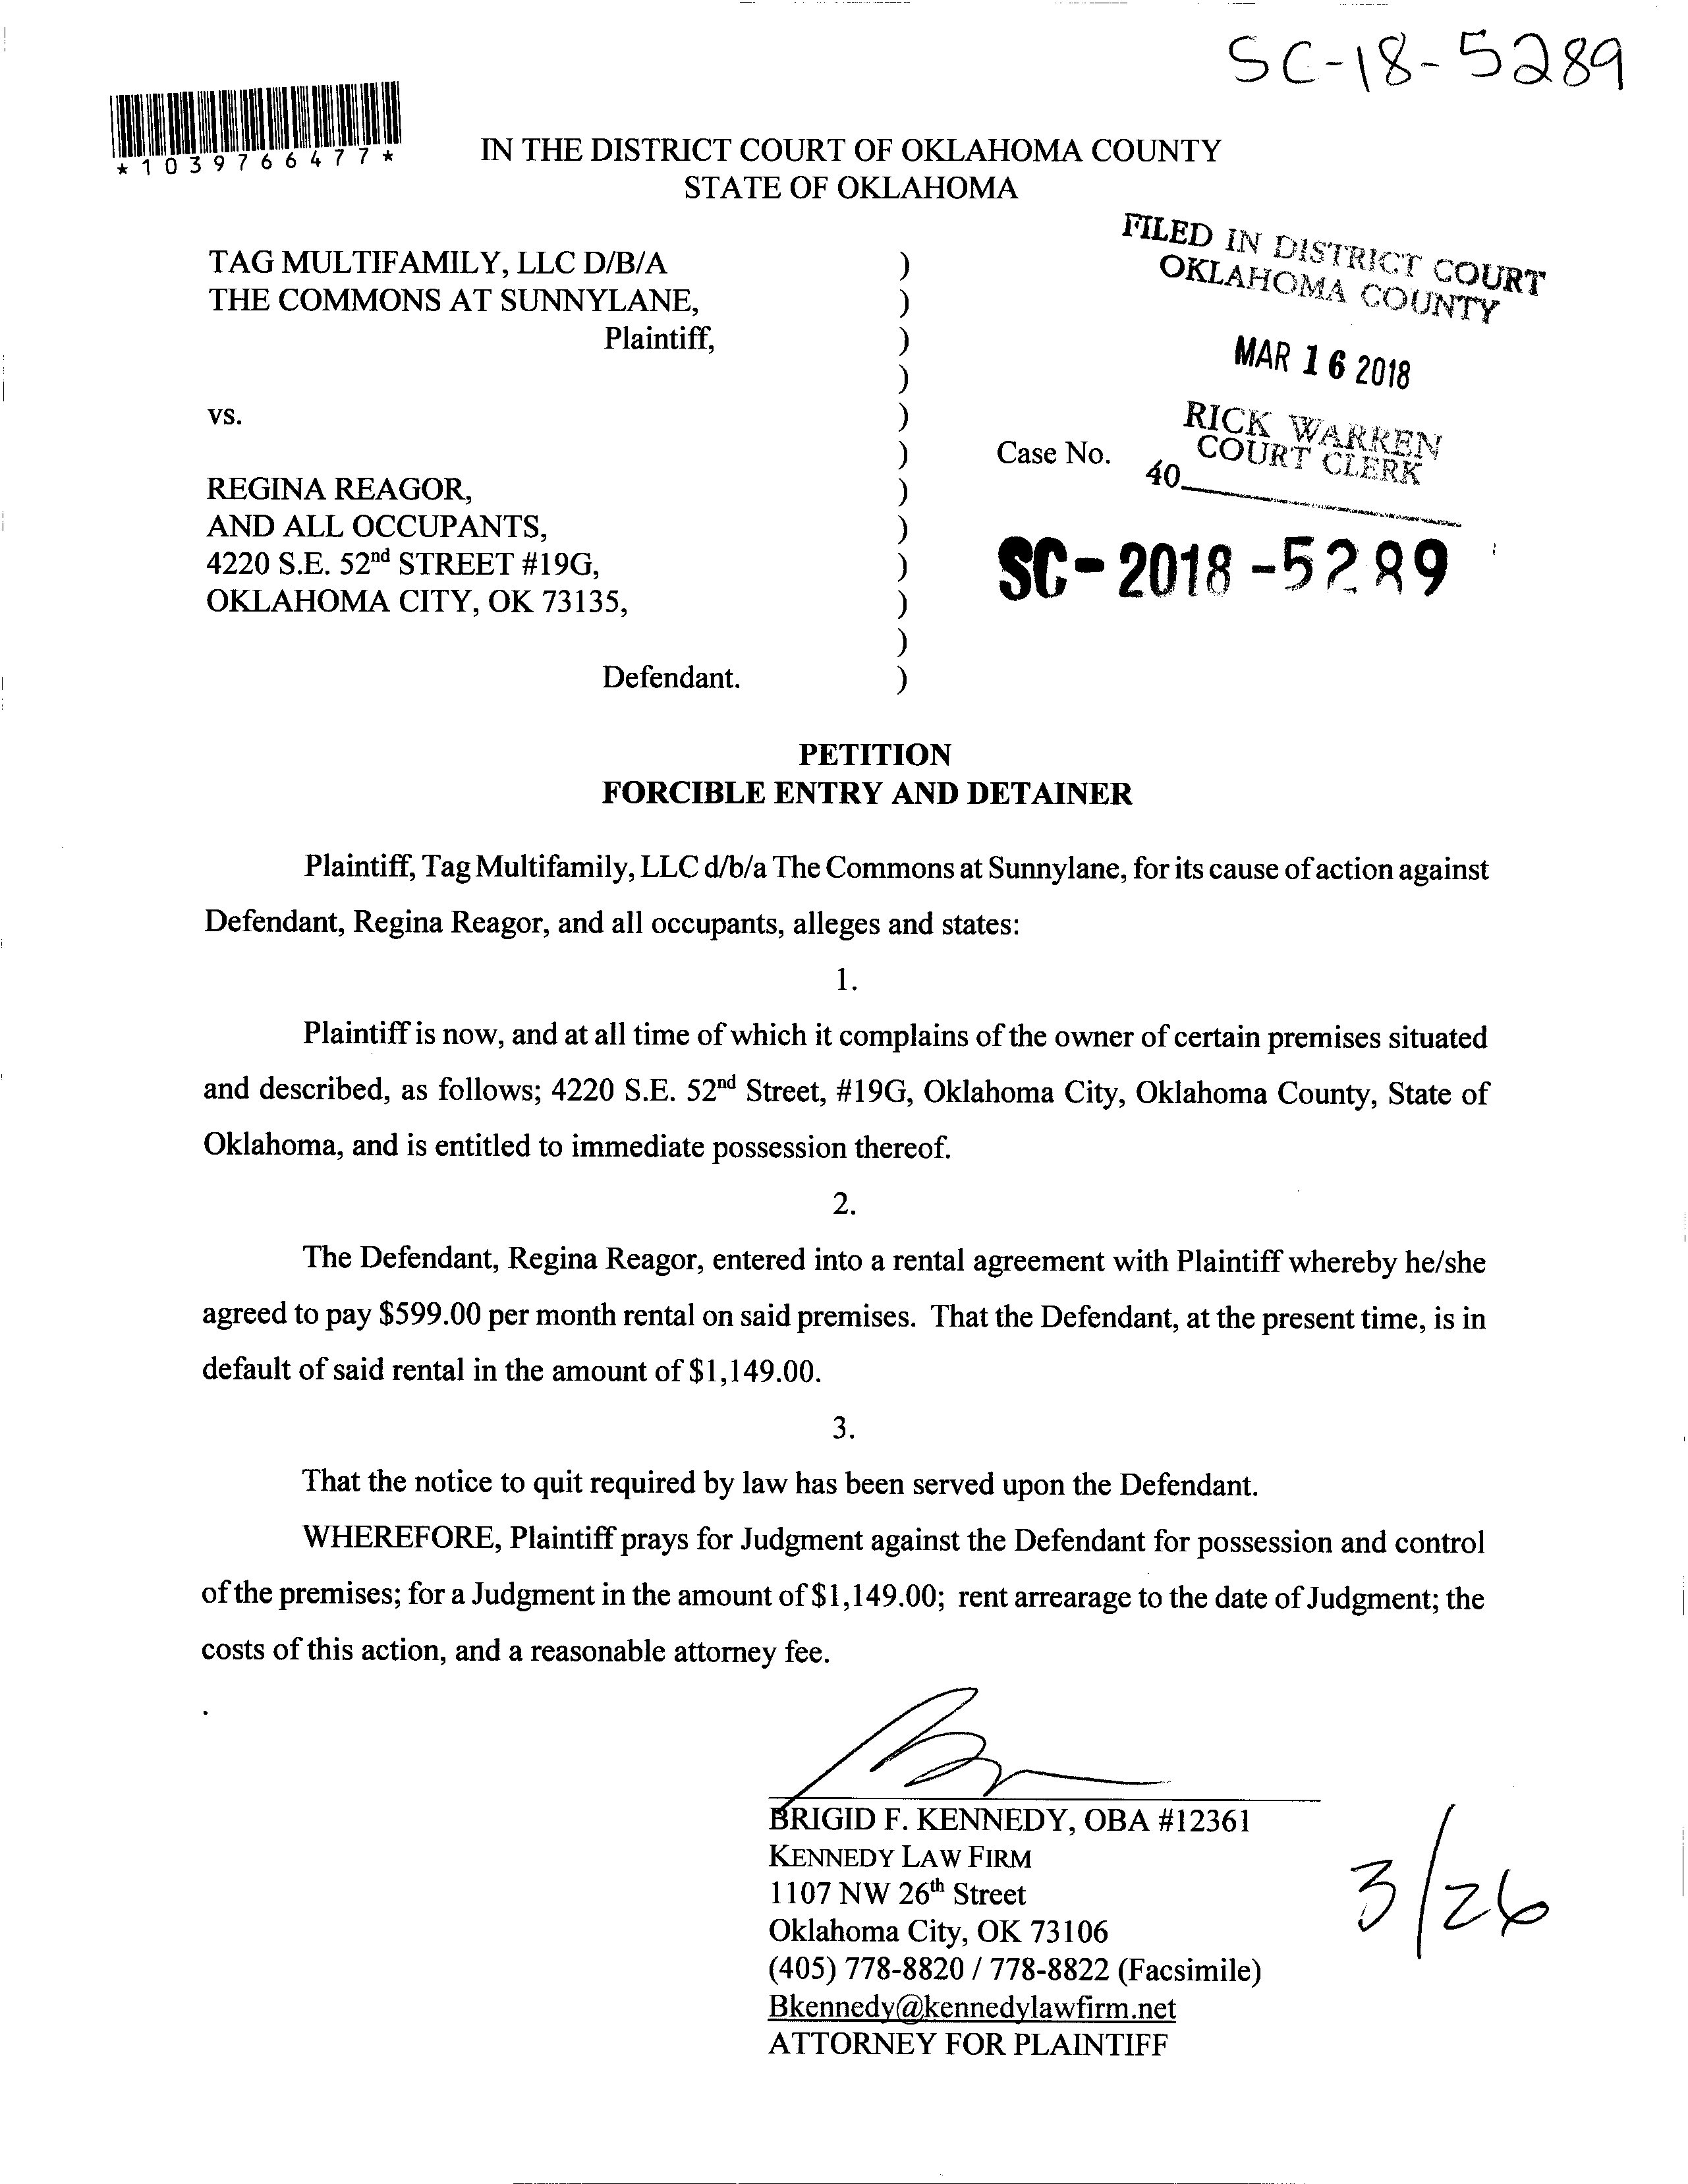 SC-18-5289
*1039766477*
IN THE DISTRICT COURT OF OKLAHOMA COUNTY
STATE OF OKLAHOMA
FILED IN DISTRICT COURT
OKLAHOMA COUNTY
MAR 16 2018
RICK WARREN
COURT CLERK
40
TAG MULTIFAMILY, LLC D/B/A )
THE COMMONS AT SUNNYLANE, )
Plaintiff, )
)
vs. )
) Case No.
REGINA REAGOR, )
AND ALL OCCUPANTS, )
4220 S.E. 52nd STREET #19G, ) SC-2018-5289
OKLAHOMA CITY, OK 73135, )
)
Defendant. )
PETITION
FORCIBLE ENTRY AND DETAINER
Plaintiff, Tag Multifamily, LLC d/b/a The Commons at Sunnylane, for its cause of action against
Defendant, Regina Reagor, and all occupants, alleges and states:
1.
Plaintiff is now, and at all time of which it complains of the owner of certain premises situated
and described, as follows; 4220 S.E. 52nd Street, #19G, Oklahoma City, Oklahoma County, State of
Oklahoma, and is entitled to immediate possession thereof.
2.
The Defendant, Regina Reagor, entered into a rental agreement with Plaintiff whereby he/she
agreed to pay $599.00 per month rental on said premises. That the Defendant, at the present time, is in
default of said rental in the amount of $1,149.00.
3.
That the notice to quit required by law has been served upon the Defendant.
WHEREFORE, Plaintiff prays for Judgment against the Defendant for possession and control
of the premises; for a Judgment in the amount of $1,149.00; rent arrearage to the date of Judgment; the
costs of this action, and a reasonable attorney fee.
BRIGID F. KENNEDY, OBA #12361
KENNEDY LAW FIRM
1107 NW 26th Street
Oklahoma City, OK 73106
(405) 778-8820 / 778-8822 (Facsimile)
Bkennedy@kennedylawfirm.net
ATTORNEY FOR PLAINTIFF
3/26